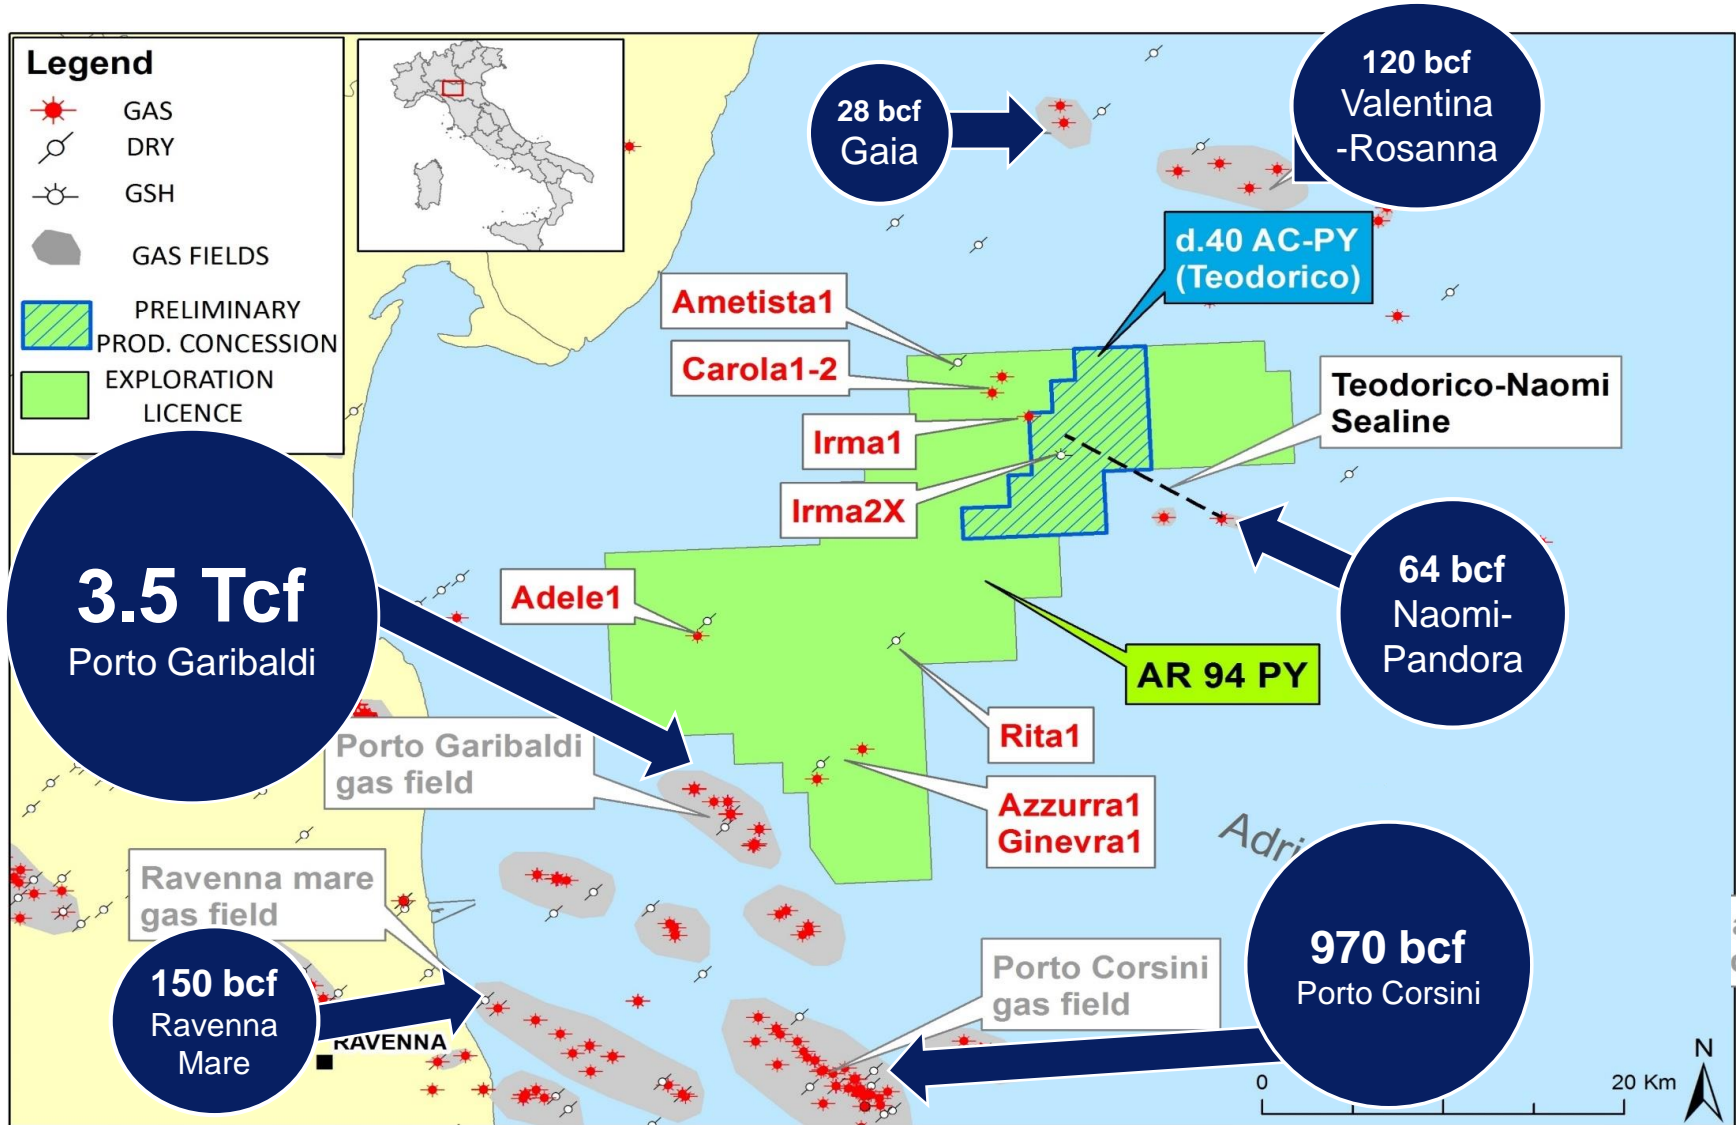 Legend
GAS
DRY
GSH
GAS FIELDS
PRELIMINARY
PROD. CONCESSION
EXPLORATION
LICENCE
28 bcf
Gaia
120 bcf
Valentina
-Rosanna
d.40 AC-PY
(Teodorico)
Ametista1
Carola1-2
Irma1
Irma2X
Teodorico-Naomi
Sealine
3.5 Tcf
Porto Garibaldi
Adele1
64 bcf
Naomi-
Pandora
AR 94 PY
Rita1
Porto Garibaldi
gas field
Azzurra1
Ginevra1
Ravenna mare
gas field
150 bcf
Ravenna
Mare
RAVENNA
Porto Corsini
gas field
970 bcf
Porto Corsini
N
0 20 Km